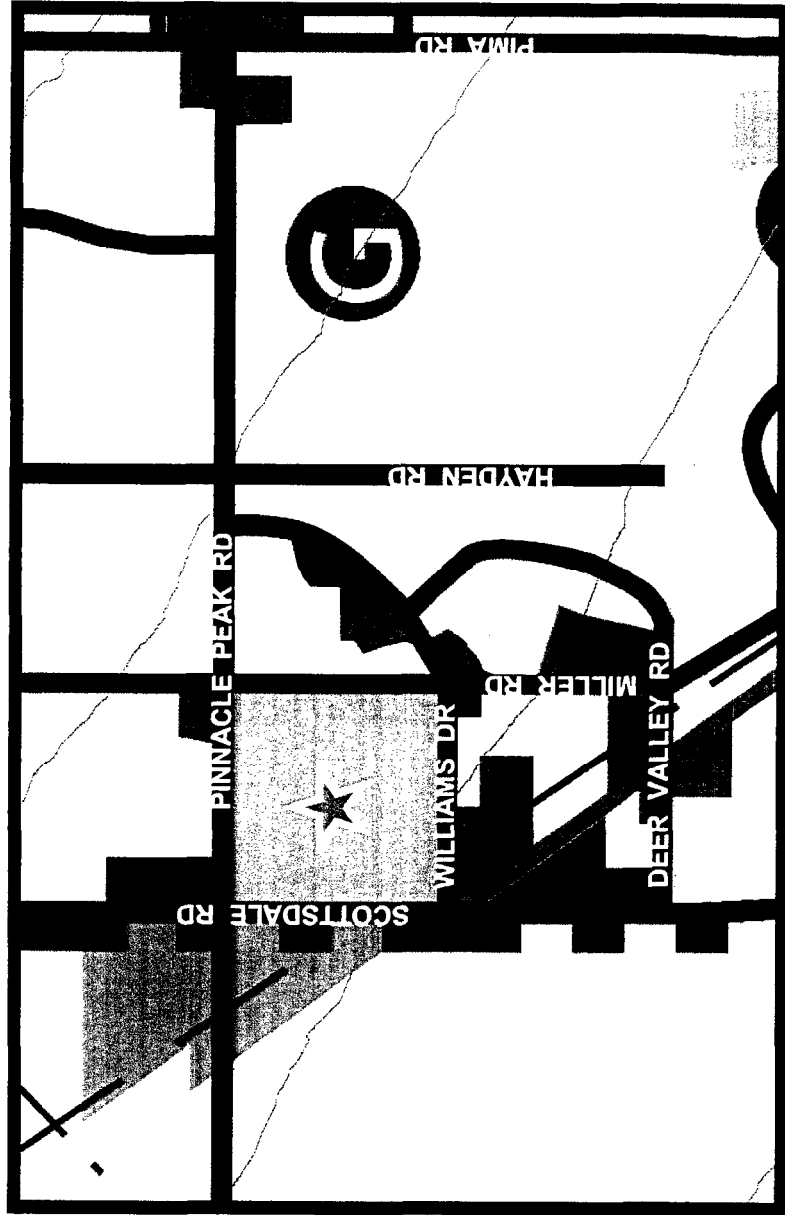 PIMA RD
HAYDEN RD
PINNACLE PEAK RD
MILLER RD
WILLIAMS DR
DEER VALLEY RD
SCOTTSDALE RD
G